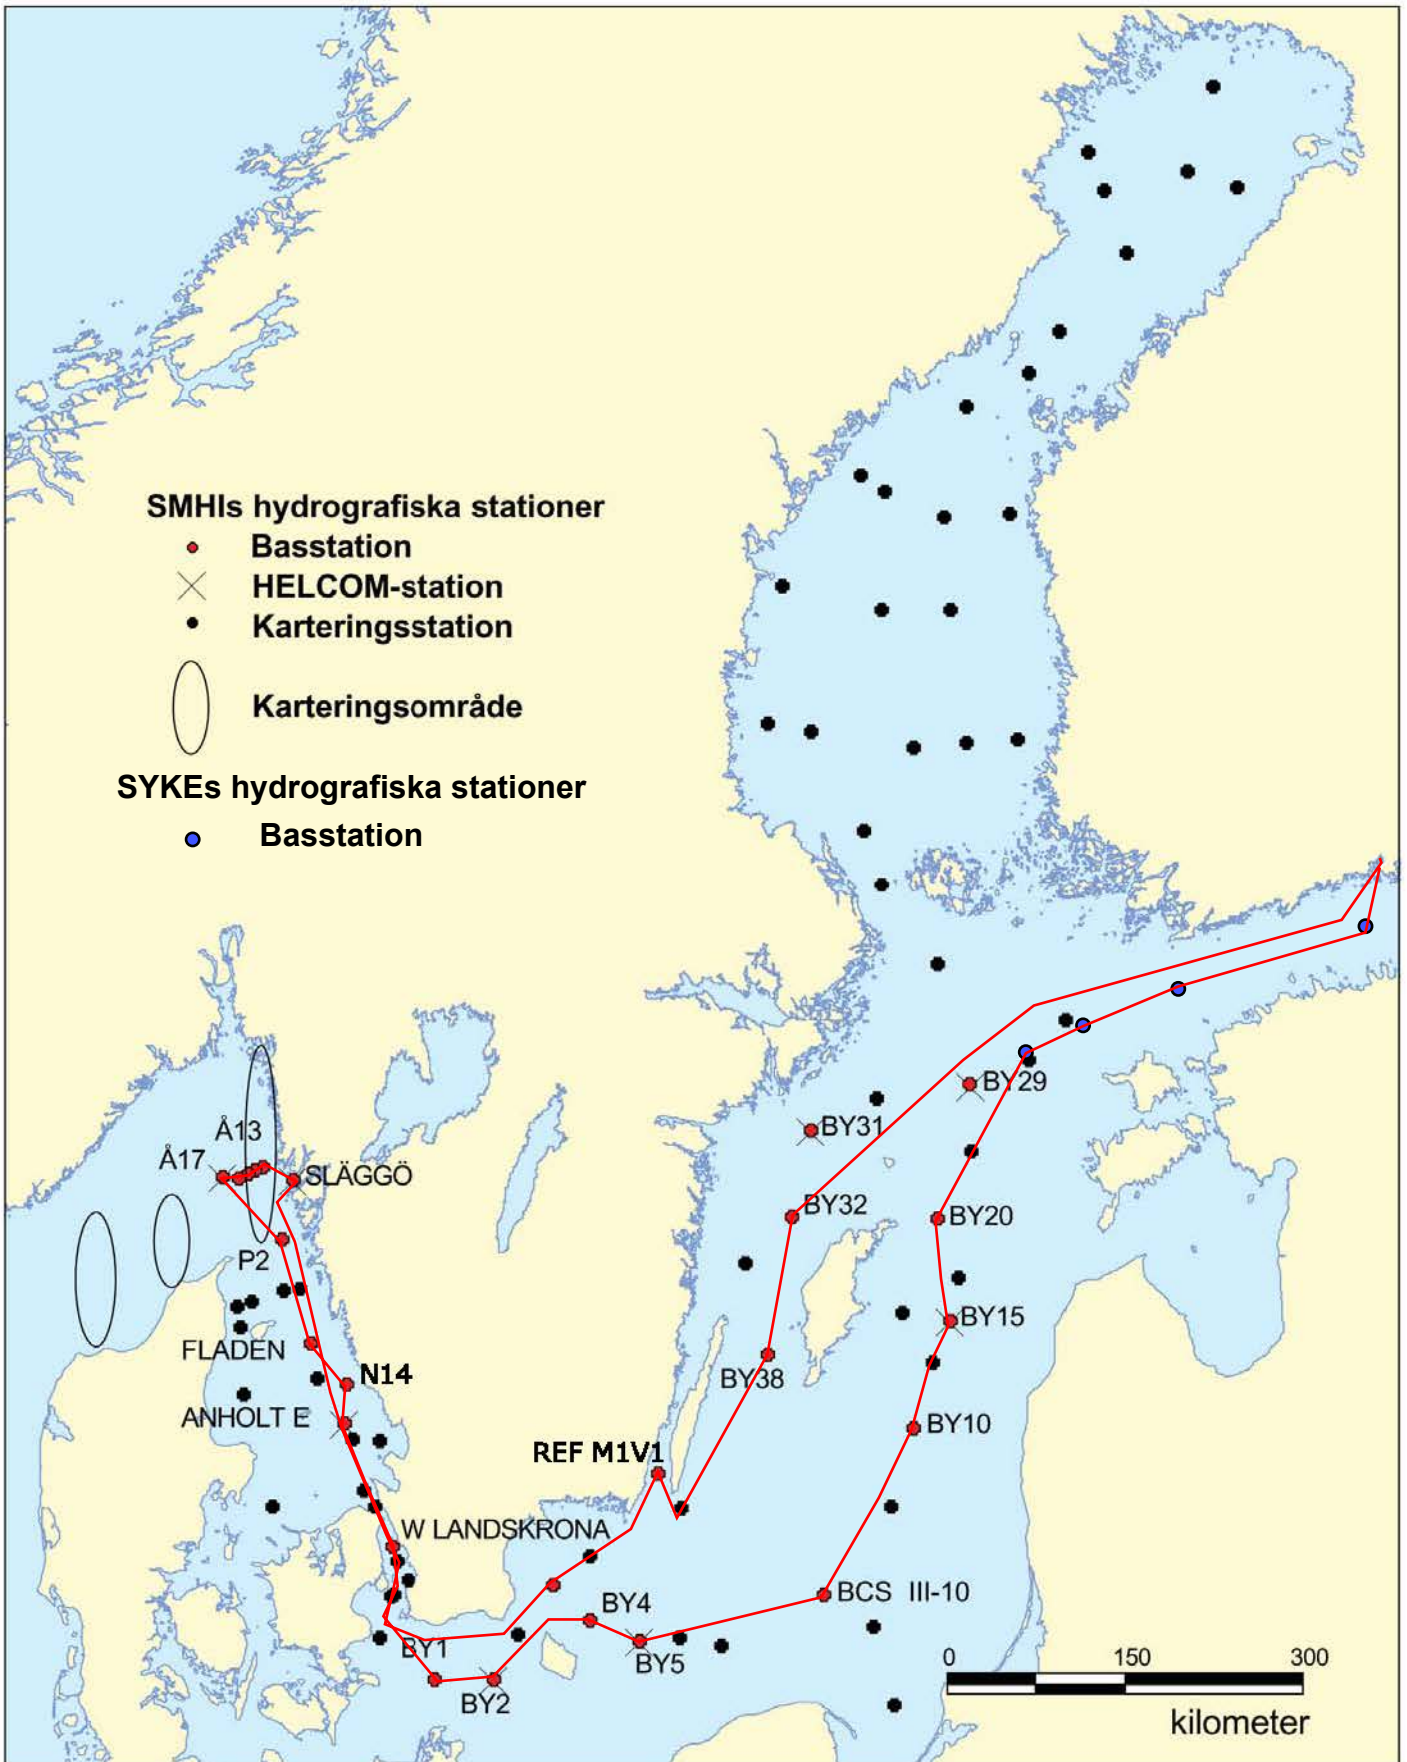 SMHIs hydrografiska stationer
Basstation
HELCOM-station
Karteringsstation
Karteringsområde
SYKEs hydrografiska stationer
Basstation
BY29
Å13
BY31
Å17
SLÄGGÖ
BY32
BY20
P2
BY15
FLADEN
N14
BY38
ANHOLT E
BY10
REF M1V1
W LANDSKRONA
BCS III-10
BY4
BY1
BY5
BY2
0 150 300
kilometer